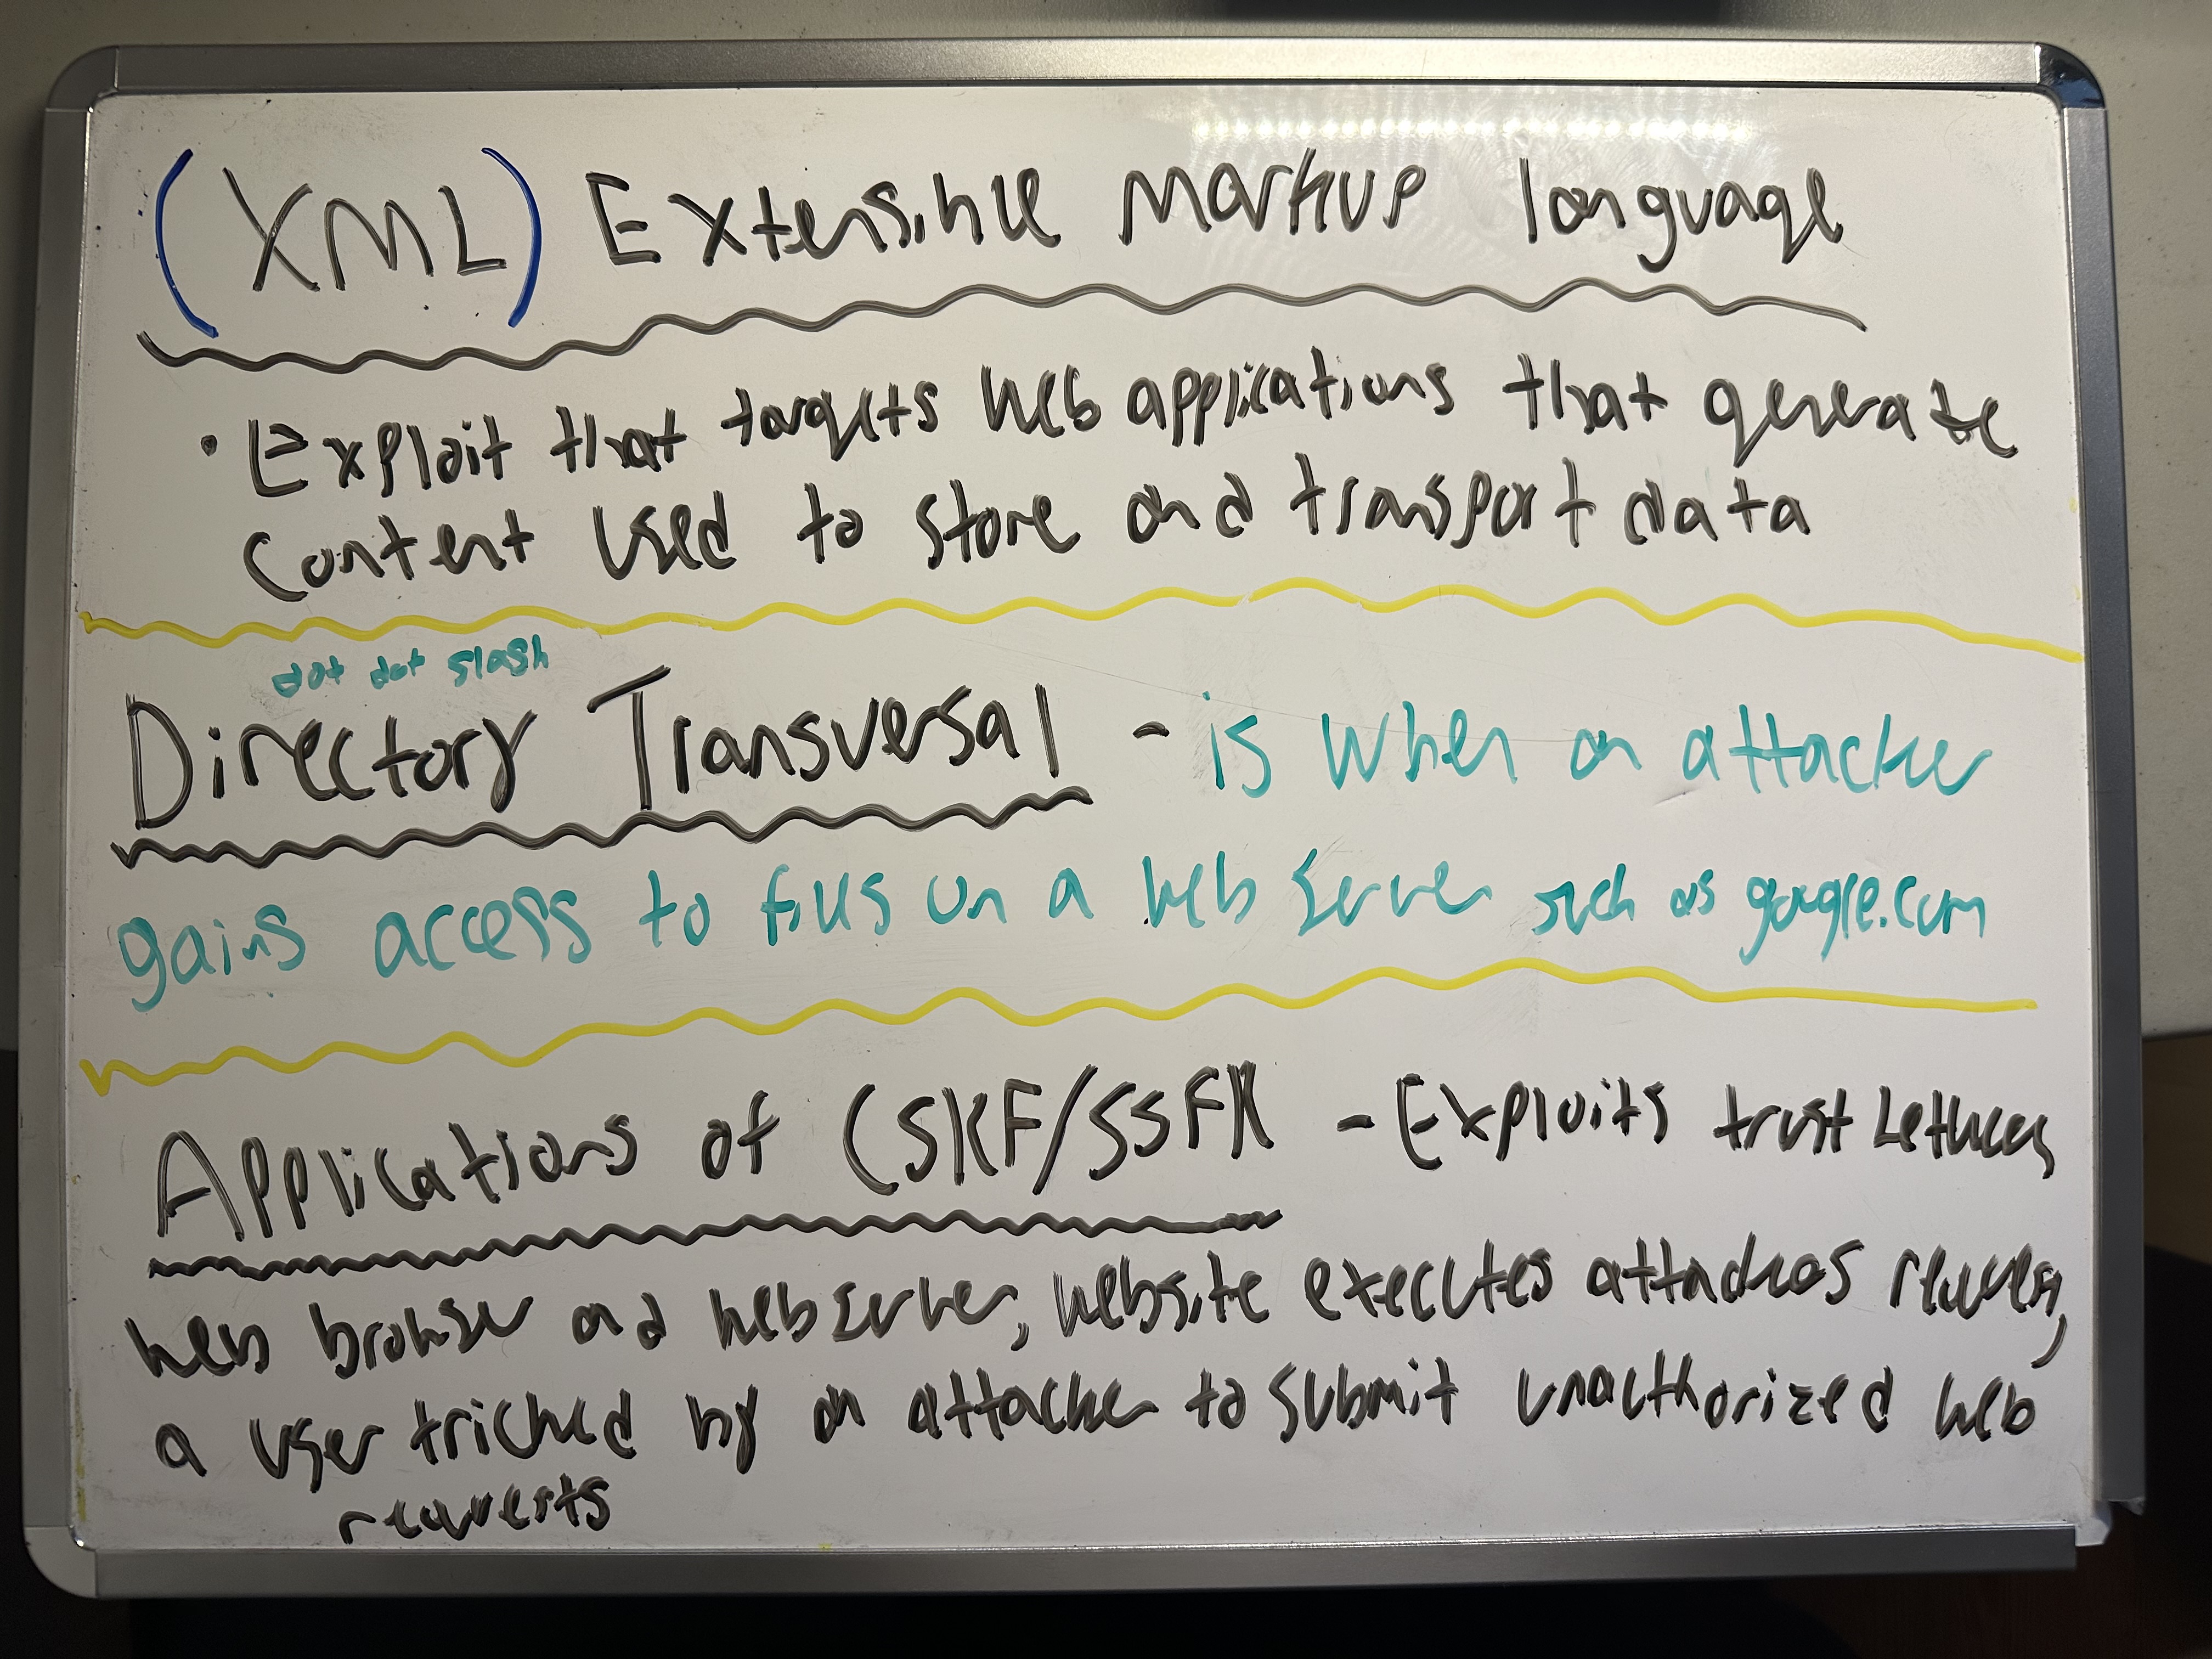 (XML) Extensible Markup language
• Exploit that targets web applications that generate
Content used to store and transport data
dot dot slash
Directory Transversal - is when an attacker
gains access to files on a web server such as google.com
Applications of CSRF/SSFR - Exploits trust between
web browser and web server, website executes attackers request,
a user tricked by an attacker to submit unauthorized web
requests